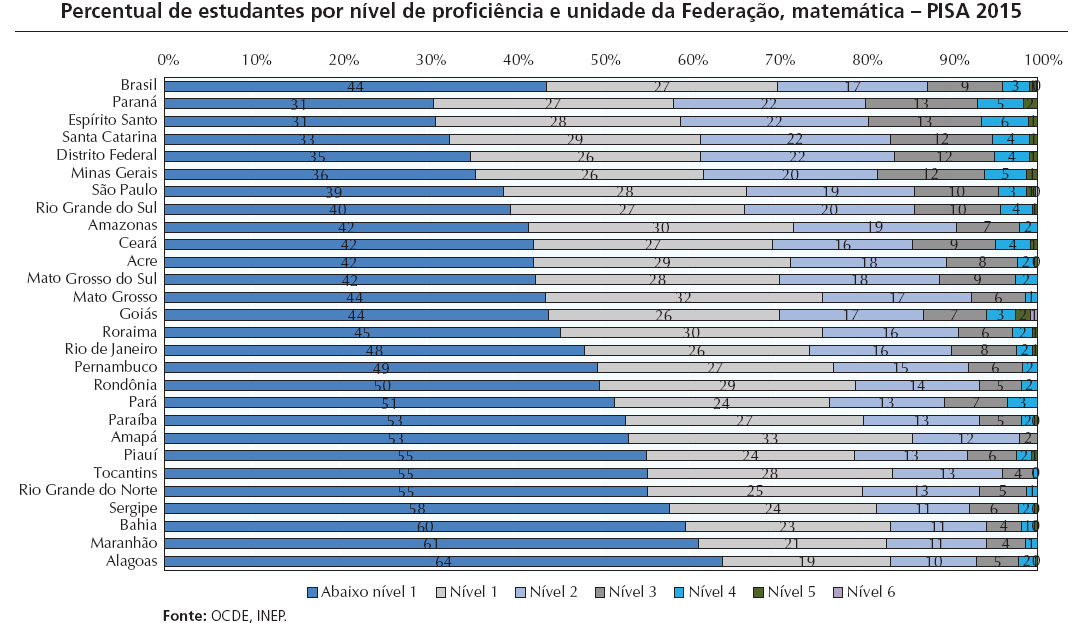 Percentual de estudantes por nível de proficiência e unidade da Federação, matemática – PISA 2015
0% 10% 20% 30% 40% 50% 60% 70% 80% 90% 100%
Brasil 44 27 17 9 3 1 0
Paraná 31 27 22 13 5 2
Espírito Santo 31 28 22 13 6 1
Santa Catarina 33 29 22 12 4 1
Distrito Federal 35 26 22 12 4 1
Minas Gerais 36 26 20 12 5 1
São Paulo 39 28 19 10 3 1 0
Rio Grande do Sul 40 27 20 10 4 1
Amazonas 42 30 19 7 2
Ceará 42 27 16 9 4 1
Acre 42 29 18 8 2 0
Mato Grosso do Sul 42 28 18 9 2
Mato Grosso 44 32 17 6 1
Goiás 44 26 17 7 3 2 1
Roraima 45 30 16 6 2
Rio de Janeiro 48 26 16 8 2
Pernambuco 49 27 15 6 2
Rondônia 50 29 14 5 2
Pará 51 24 13 7 3
Paraíba 53 27 13 5 2 0
Amapá 53 33 12 2
Piauí 55 24 13 6 2
Tocantins 55 28 13 4 0
Rio Grande do Norte 55 25 13 5 1
Sergipe 58 24 11 6 2 0
Bahia 60 23 11 4 1 0
Maranhão 61 21 11 4 1
Alagoas 64 19 10 5 2 0
Abaixo nível 1 Nível 1 Nível 2 Nível 3 Nível 4 Nível 5 Nível 6
Fonte: OCDE, INEP.